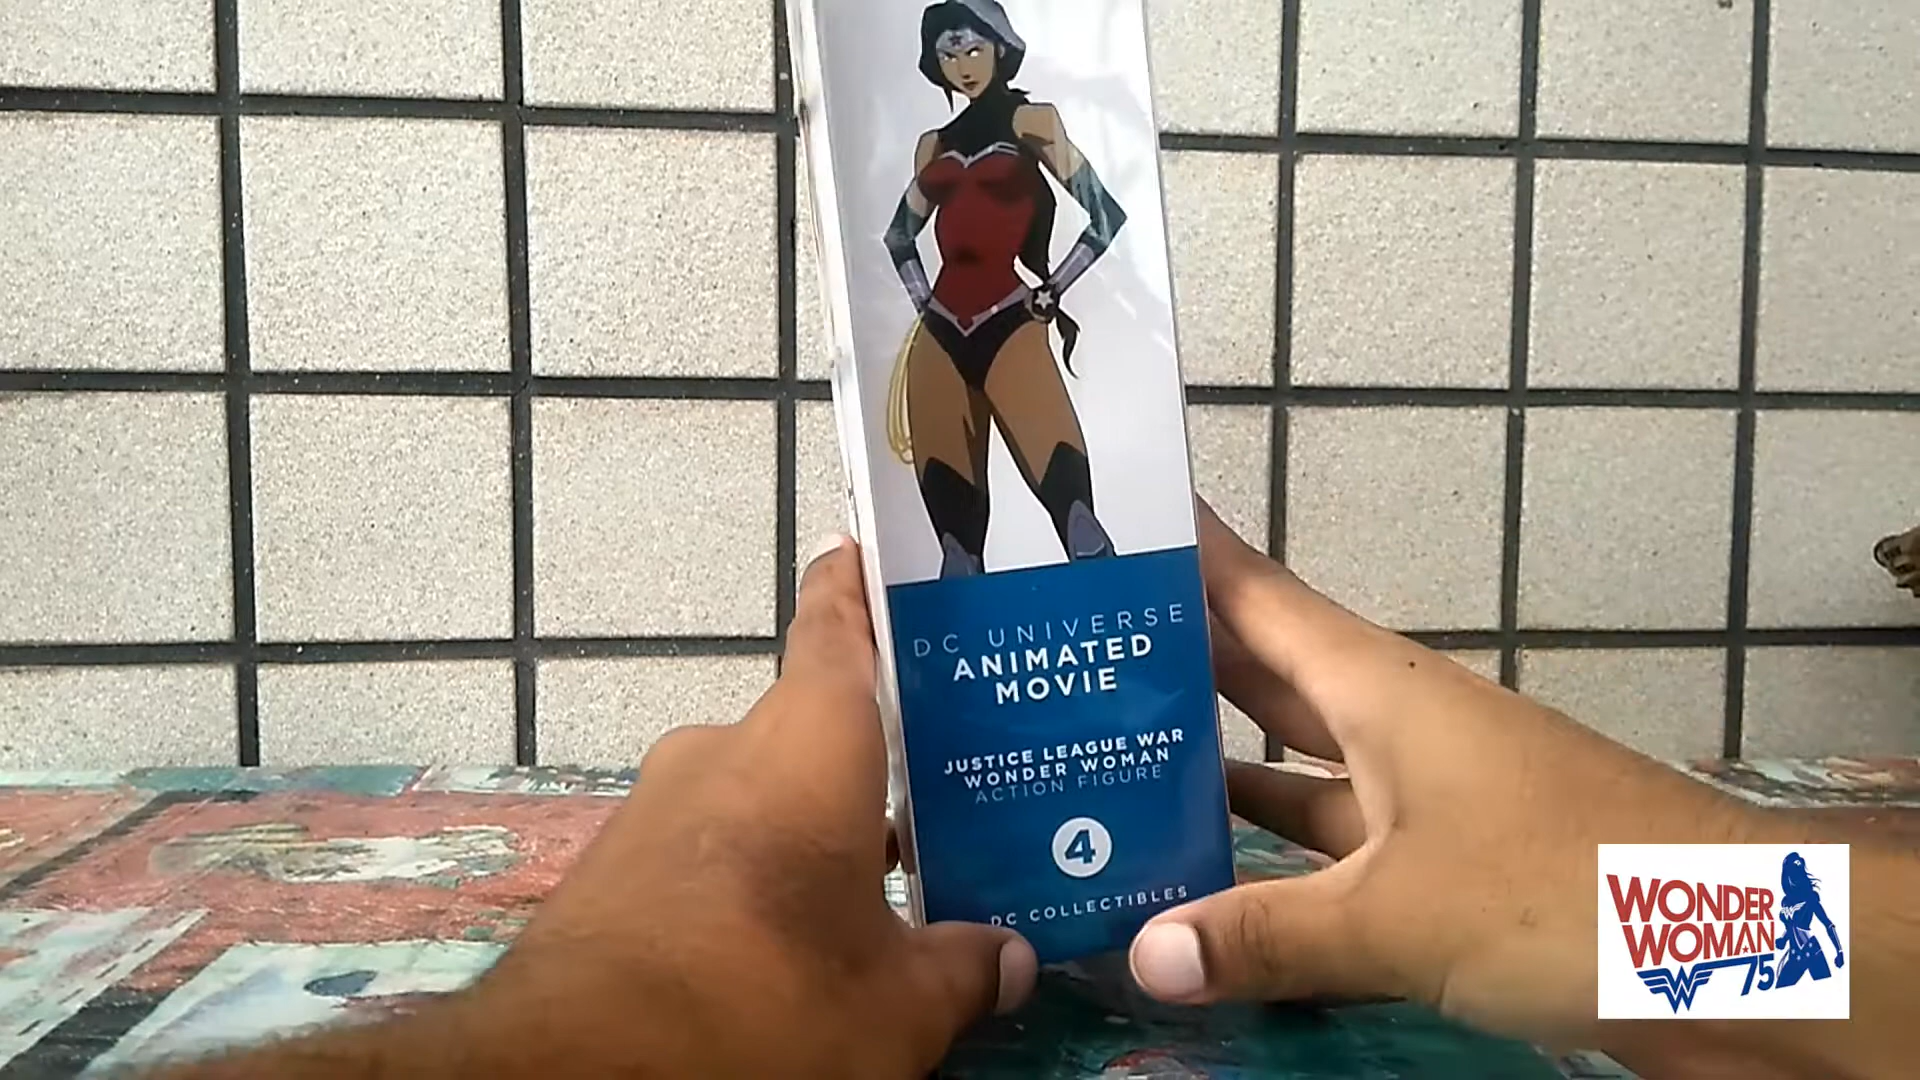 DC UNIVERSE
ANIMATED
MOVIE
JUSTICE LEAGUE WAR
WONDER WOMAN
ACTION FIGURE
4
DC COLLECTIBLES
WONDER
WOMAN
75